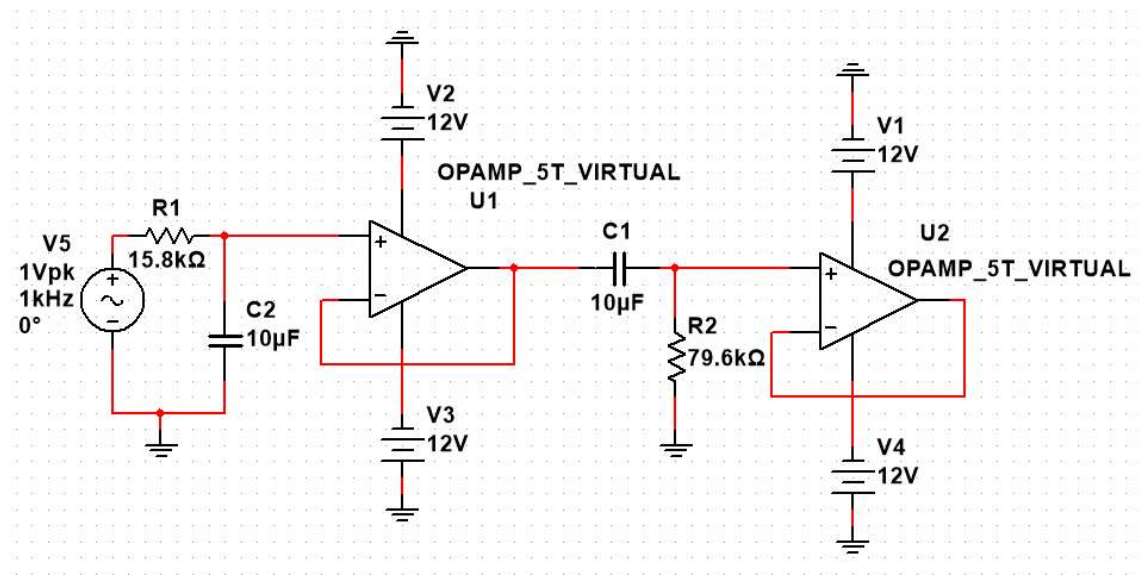 V2
12V
OPAMP_5T_VIRTUAL
U1
R1
15.8kΩ
V5
1Vpk
1kHz
0°
+
−
C2
10µF
+
−
V3
12V
C1
10µF
R2
79.6kΩ
V1
12V
U2
OPAMP_5T_VIRTUAL
+
−
V4
12V